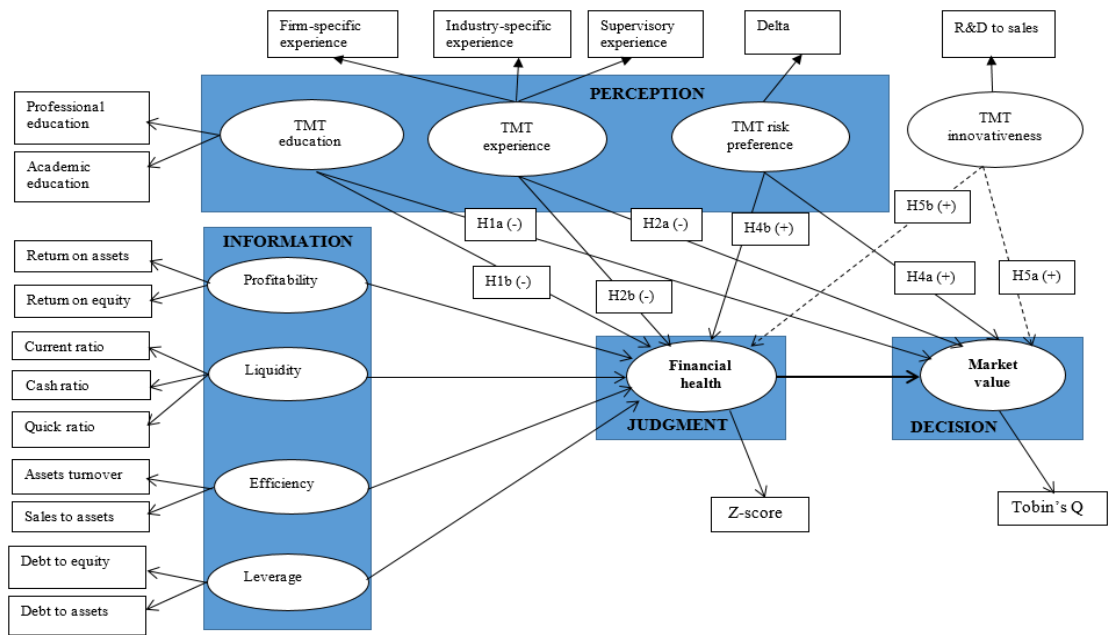 Firm-specific
experience
Industry-specific
experience
Supervisory
experience
Delta
R&D to sales
PERCEPTION
Professional
education
Academic
education
TMT
education
TMT
experience
TMT risk
preference
TMT
innovativeness
H1a (-)
H2a (-)
H4b (+)
H5b (+)
INFORMATION
Return on assets
Return on equity
Profitability
H1b (-)
H2b (-)
H4a (+)
H5a (+)
Current ratio
Cash ratio
Quick ratio
Liquidity
Financial
health
JUDGMENT
Market
value
DECISION
Assets turnover
Sales to assets
Efficiency
Z-score
Tobin's Q
Debt to equity
Debt to assets
Leverage